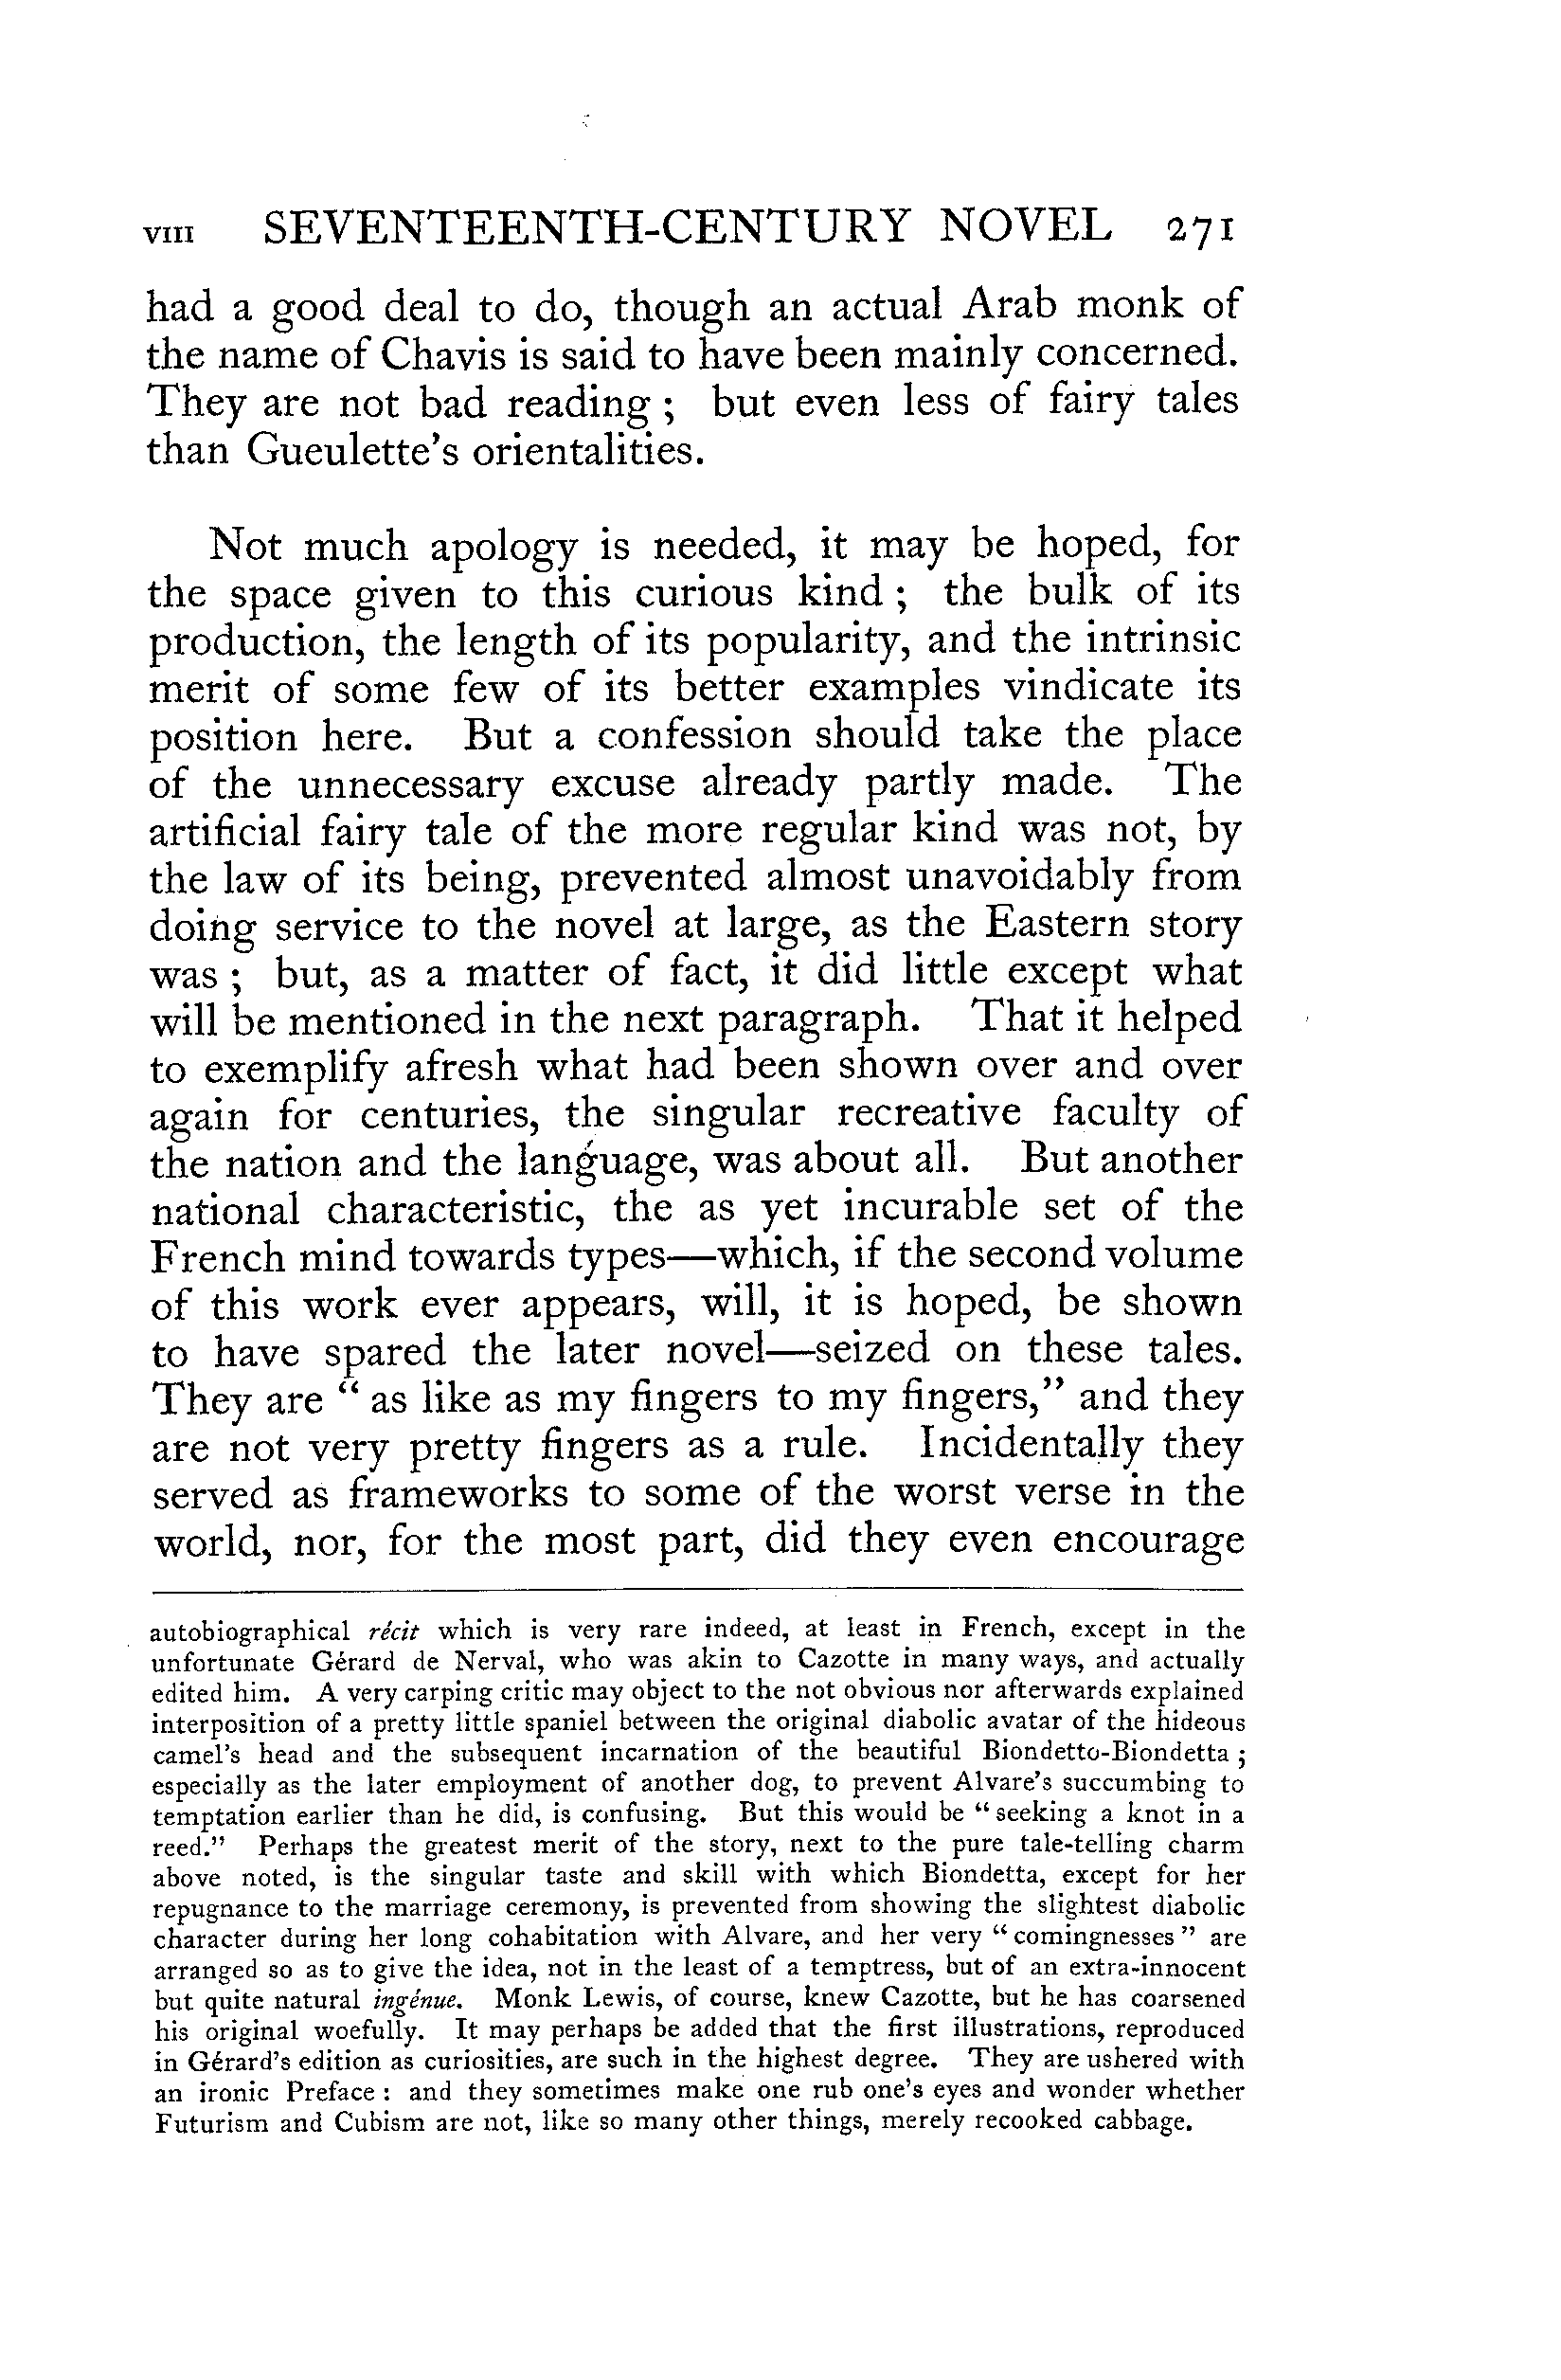 VIII SEVENTEENTH-CENTURY NOVEL 271
had a good deal to do, though an actual Arab monk of
the name of Chavis is said to have been mainly concerned.
They are not bad reading ; but even less of fairy tales
than Gueulette's orientalities.
Not much apology is needed, it may be hoped, for
the space given to this curious kind ; the bulk of its
production, the length of its popularity, and the intrinsic
merit of some few of its better examples vindicate its
position here. But a confession should take the place
of the unnecessary excuse already partly made. The
artificial fairy tale of the more regular kind was not, by
the law of its being, prevented almost unavoidably from
doing service to the novel at large, as the Eastern story
was ; but, as a matter of fact, it did little except what
will be mentioned in the next paragraph. That it helped
to exemplify afresh what had been shown over and over
again for centuries, the singular recreative faculty of
the nation and the language, was about all. But another
national characteristic, the as yet incurable set of the
French mind towards types—which, if the second volume
of this work ever appears, will, it is hoped, be shown
to have spared the later novel—seized on these tales.
They are “ as like as my fingers to my fingers,” and they
are not very pretty fingers as a rule. Incidentally they
served as frameworks to some of the worst verse in the
world, nor, for the most part, did they even encourage
autobiographical récit which is very rare indeed, at least in French, except in the
unfortunate Gérard de Nerval, who was akin to Cazotte in many ways, and actually
edited him. A very carping critic may object to the not obvious nor afterwards explained
interposition of a pretty little spaniel between the original diabolic avatar of the hideous
camel's head and the subsequent incarnation of the beautiful Biondetto-Biondetta ;
especially as the later employment of another dog, to prevent Alvare's succumbing to
temptation earlier than he did, is confusing. But this would be “ seeking a knot in a
reed.” Perhaps the greatest merit of the story, next to the pure tale-telling charm
above noted, is the singular taste and skill with which Biondetta, except for her
repugnance to the marriage ceremony, is prevented from showing the slightest diabolic
character during her long cohabitation with Alvare, and her very “ comingnesses ” are
arranged so as to give the idea, not in the least of a temptress, but of an extra-innocent
but quite natural ingénue. Monk Lewis, of course, knew Cazotte, but he has coarsened
his original woefully. It may perhaps be added that the first illustrations, reproduced
in Gérard's edition as curiosities, are such in the highest degree. They are ushered with
an ironic Preface : and they sometimes make one rub one's eyes and wonder whether
Futurism and Cubism are not, like so many other things, merely recooked cabbage.